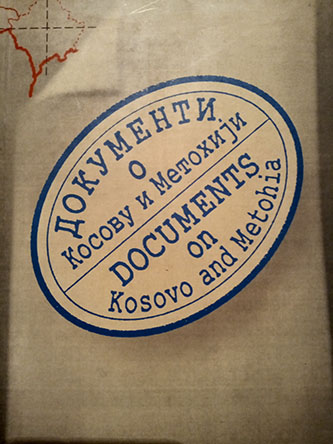 ДОКУМЕНТИ
О
Косову и Метохији
DOCUMENTS
on
Kosovo and Metohia